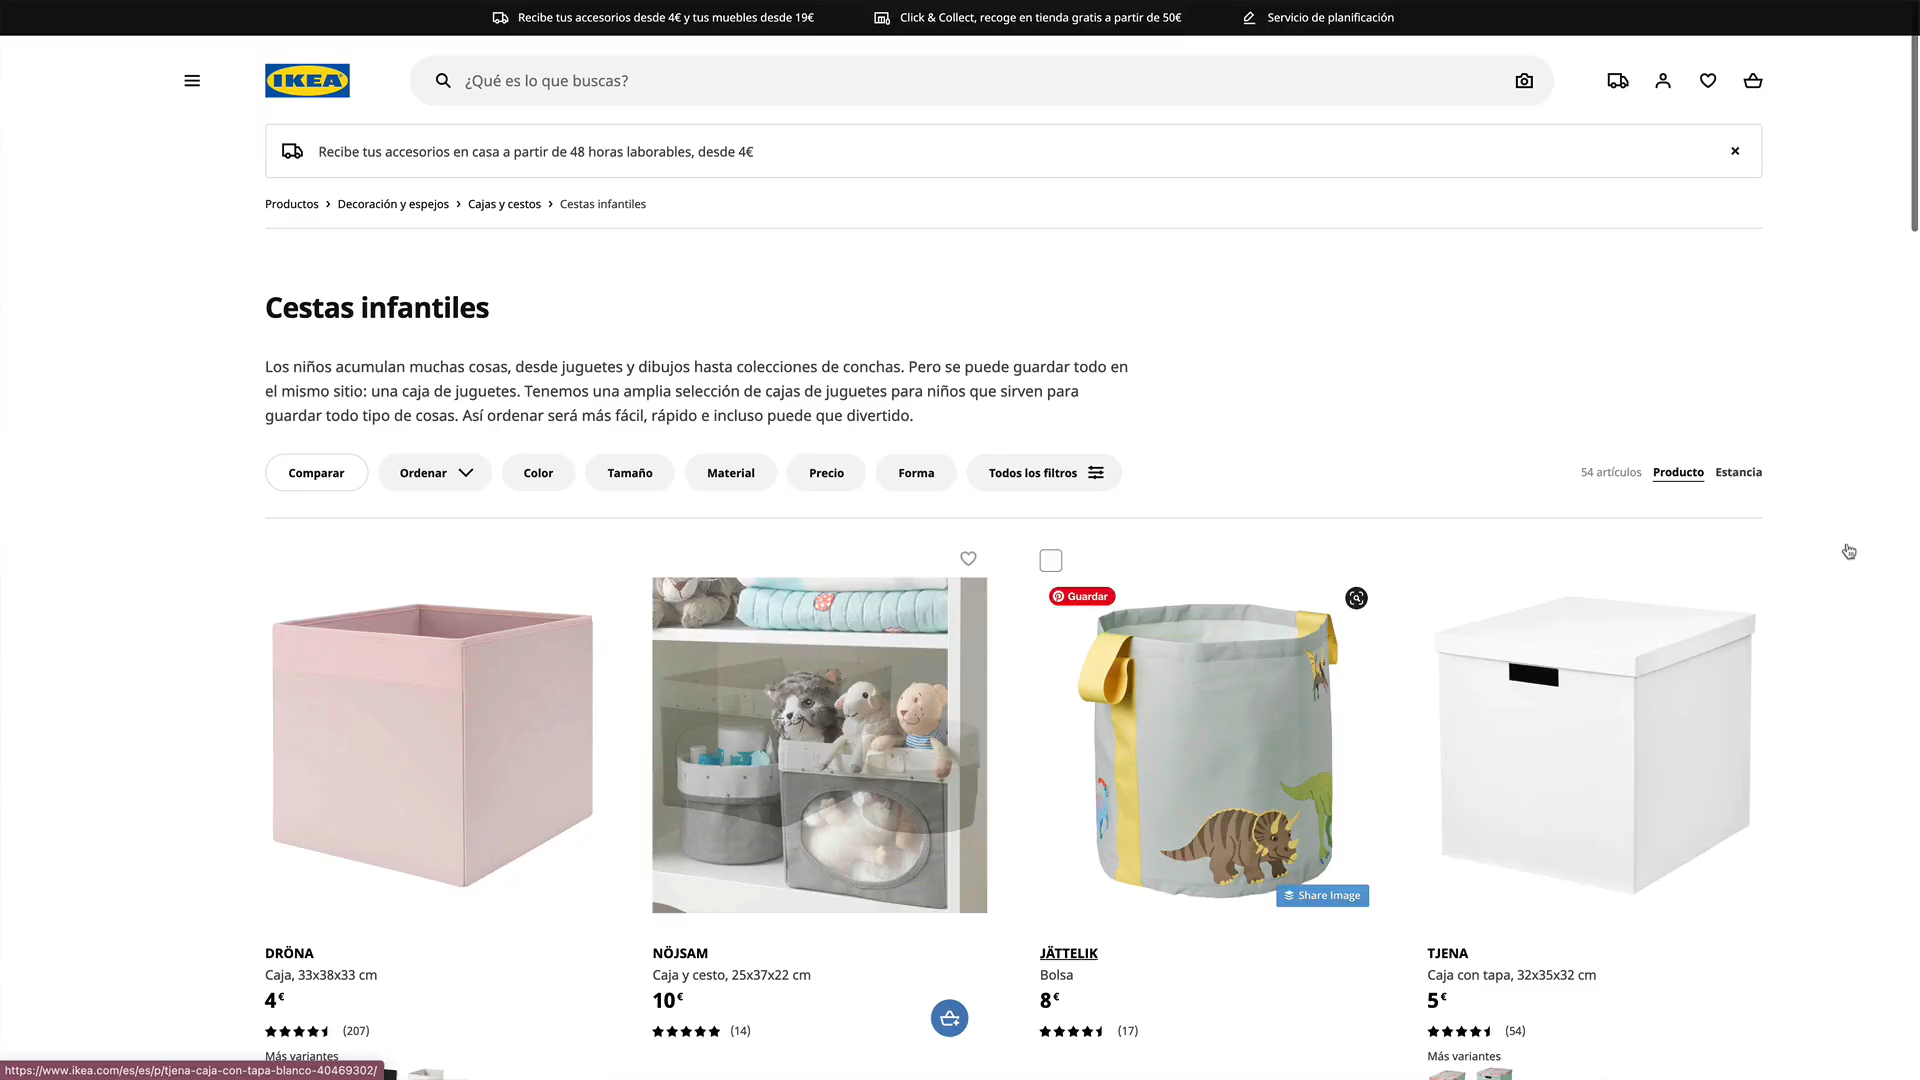 Recibe tus accesorios desde 4€ y tus muebles desde 19€
Click & Collect, recoge en tienda gratis a partir de 50€
Servicio de planificación
IKEA
¿Qué es lo que buscas?
Recibe tus accesorios en casa a partir de 48 horas laborables, desde 4€
Productos › Decoración y espejos › Cajas y cestos › Cestas infantiles
Cestas infantiles
Los niños acumulan muchas cosas, desde juguetes y dibujos hasta colecciones de conchas. Pero se puede guardar todo en
el mismo sitio: una caja de juguetes. Tenemos una amplia selección de cajas de juguetes para niños que sirven para
guardar todo tipo de cosas. Así ordenar será más fácil, rápido e incluso puede que divertido.
Comparar
Ordenar
Color
Tamaño
Material
Precio
Forma
Todos los filtros
54 artículos
Producto
Estancia
Guardar
Share Image
DRÖNA
Caja, 33x38x33 cm
4€
(207)
Más variantes
NÖJSAM
Caja y cesto, 25x37x22 cm
10€
(14)
JÄTTELIK
Bolsa
8€
(17)
TJENA
Caja con tapa, 32x35x32 cm
5€
(54)
Más variantes
https://www.ikea.com/es/es/p/tjena-caja-con-tapa-blanco-40469302/